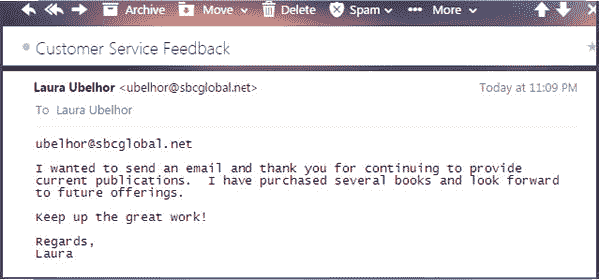 Archive Move Delete Spam More
Customer Service Feedback
Laura Ubelhor <ubelhor@sbcglobal.net> Today at 11:09 PM
To Laura Ubelhor
ubelhor@sbcglobal.net
I wanted to send an email and thank you for continuing to provide
current publications. I have purchased several books and look forward
to future offerings.
Keep up the great work!
Regards,
Laura